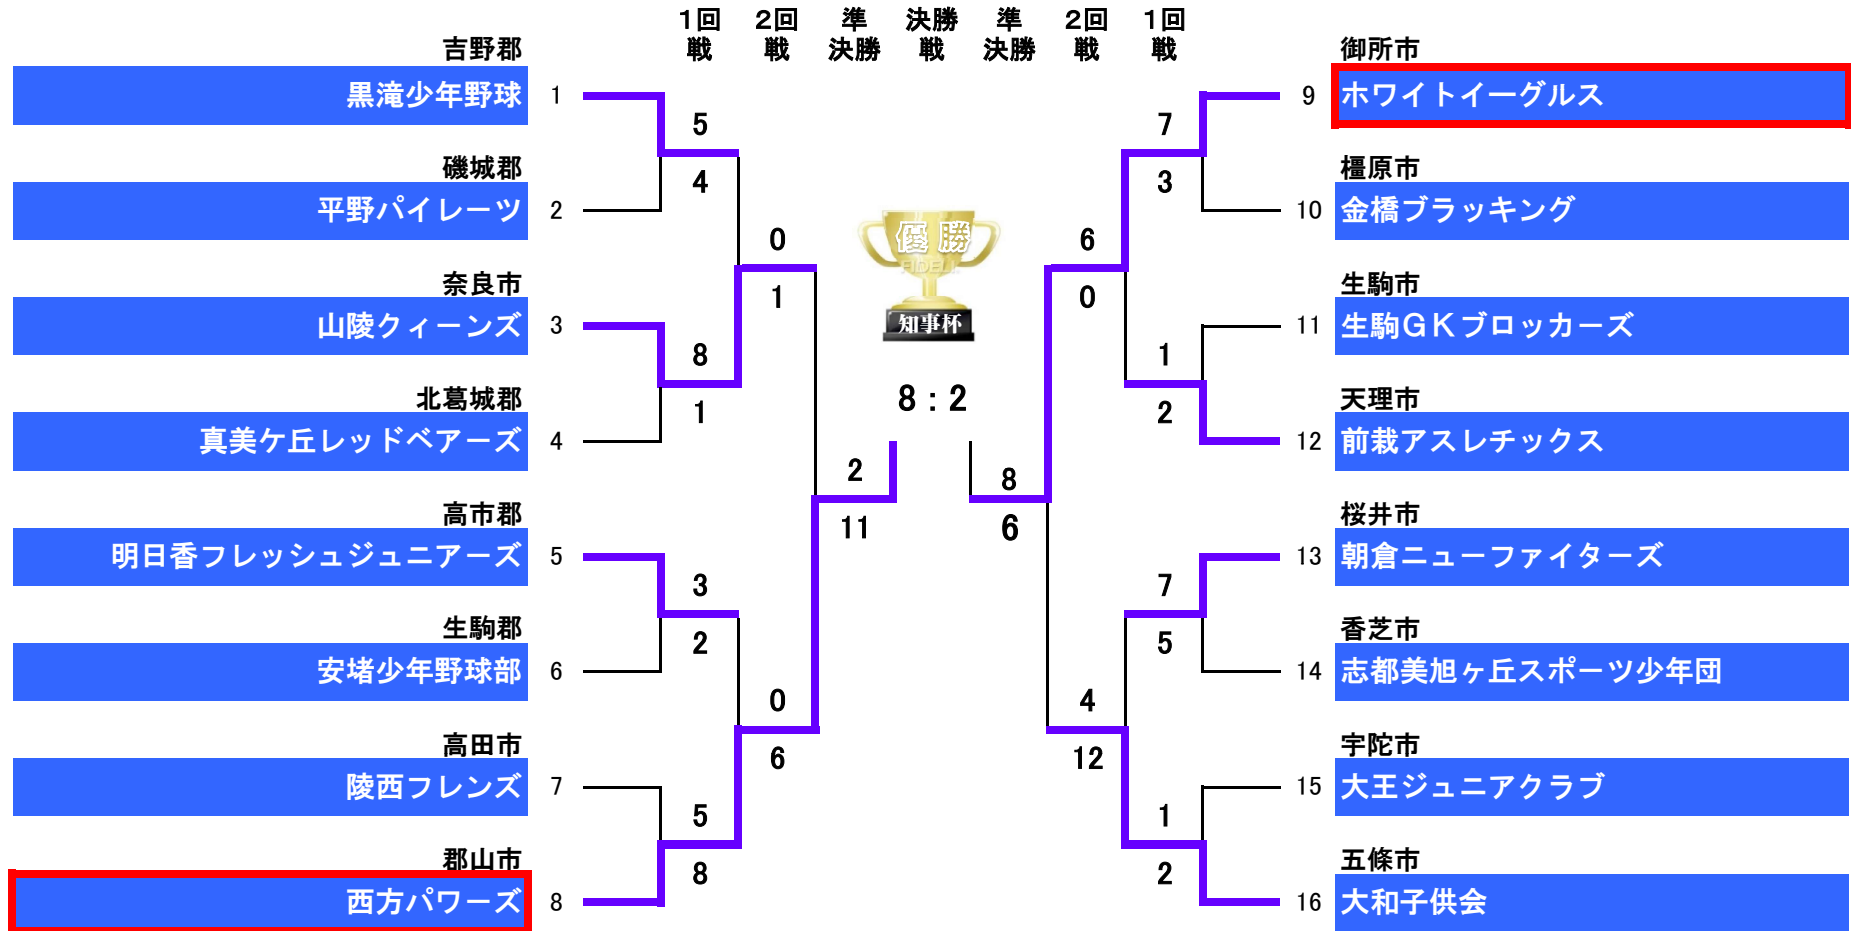 1回戦 2回戦 準決勝 決勝戦 準決勝 2回戦 1回戦
吉野郡
黒滝少年野球 1
磯城郡
平野パイレーツ 2
奈良市
山陵クィーンズ 3
北葛城郡
真美ケ丘レッドベアーズ 4
高市郡
明日香フレッシュジュニアーズ 5
生駒郡
安堵少年野球部 6
高田市
陵西フレンズ 7
郡山市
西方パワーズ 8
5
4
8
1
3
2
5
8
0
1
0
6
2
11
優勝
FIDELI
知事杯
8:2
8
6
6
0
4
12
7
3
1
2
7
5
1
2
御所市
9 ホワイトイーグルス
橿原市
10 金橋ブラッキング
生駒市
11 生駒GKブロッカーズ
天理市
12 前栽アスレチックス
桜井市
13 朝倉ニューファイターズ
香芝市
14 志都美旭ヶ丘スポーツ少年団
宇陀市
15 大王ジュニアクラブ
五條市
16 大和子供会